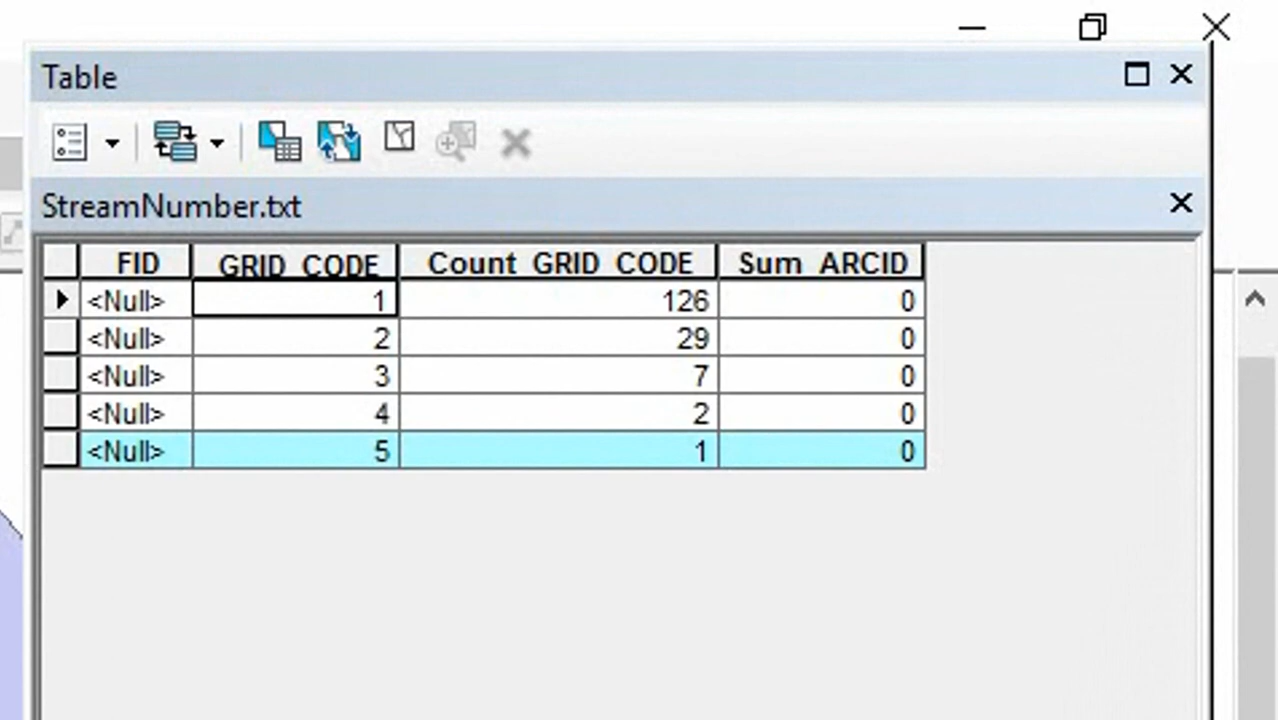 Table
StreamNumber.txt
FID GRID_CODE Count_GRID_CODE Sum_ARCID
<Null> 1 126 0
<Null> 2 29 0
<Null> 3 7 0
<Null> 4 2 0
<Null> 5 1 0